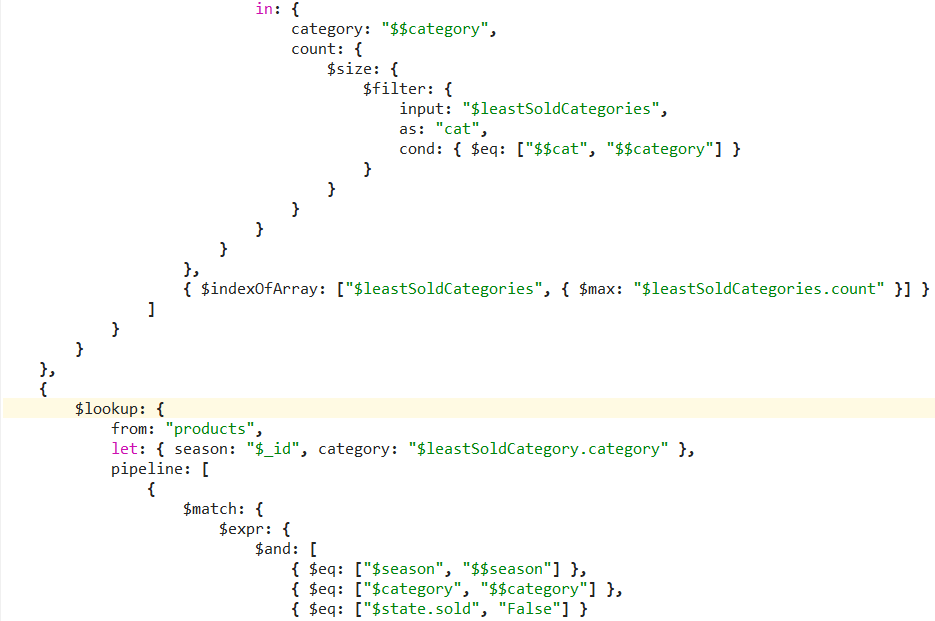 in: {
category: "$$category",
count: {
$size: {
$filter: {
input: "$leastSoldCategories",
as: "cat",
cond: { $eq: ["$$cat", "$$category"] }
}
}
}
}
}
},
{ $indexOfArray: ["$leastSoldCategories", { $max: "$leastSoldCategories.count" }] }
]
}
}
},
{
$lookup: {
from: "products",
let: { season: "$_id", category: "$leastSoldCategory.category" },
pipeline: [
{
$match: {
$expr: {
$and: [
{ $eq: ["$season", "$$season"] },
{ $eq: ["$category", "$$category"] },
{ $eq: ["$state.sold", "False"] }